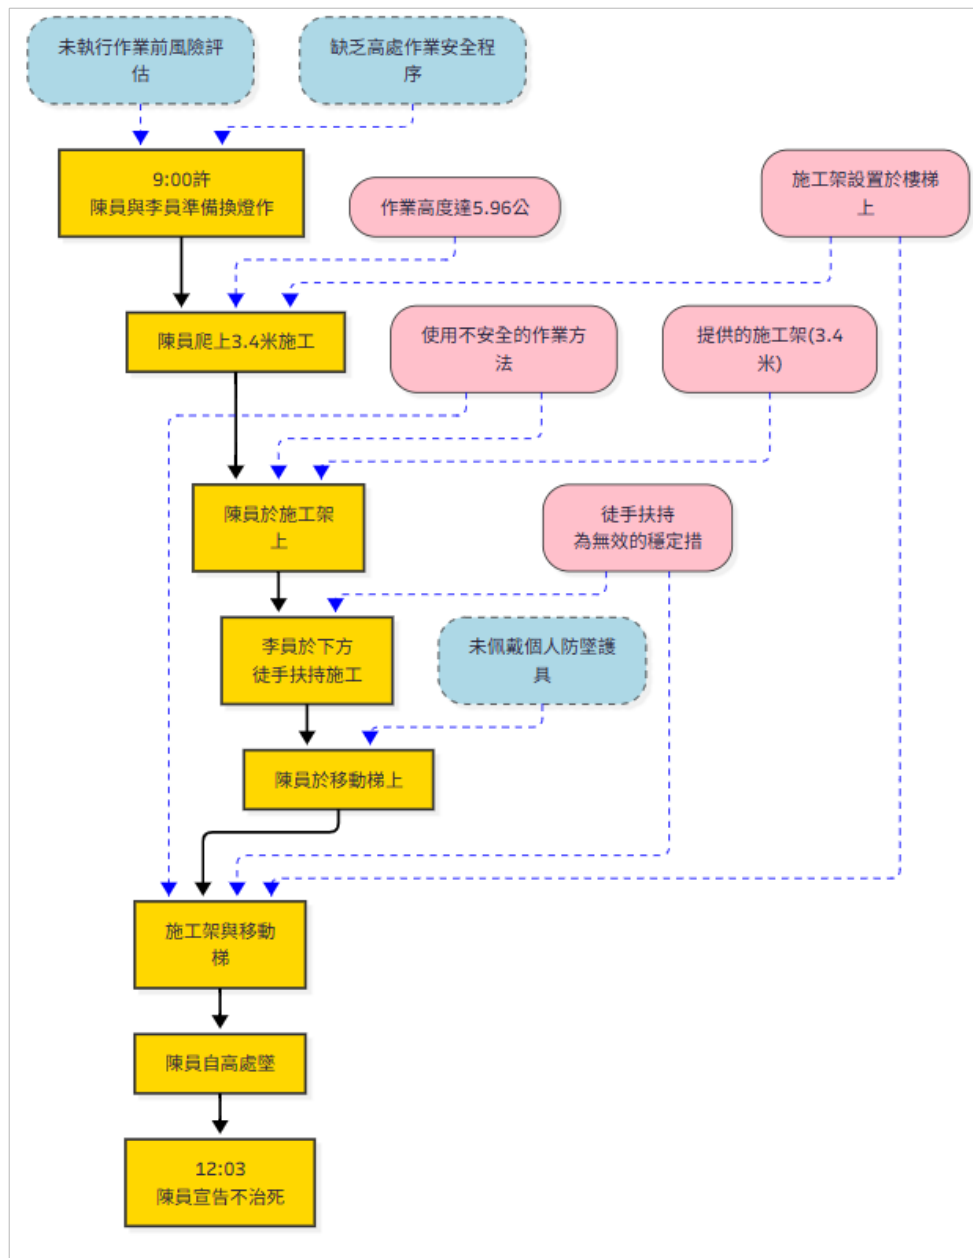 未執行作業前風險評
估
缺乏高處作業安全程
序
9:00許
陳員與李員準備換燈作
作業高度達5.96公
施工架設置於樓梯
上
陳員爬上3.4米施工
使用不安全的作業方
法
提供的施工架(3.4
米)
陳員於施工架
上
徒手扶持
為無效的穩定措
李員於下方
徒手扶持施工
未佩戴個人防墜護
具
陳員於移動梯上
施工架與移動
梯
陳員自高處墜
12:03
陳員宣告不治死